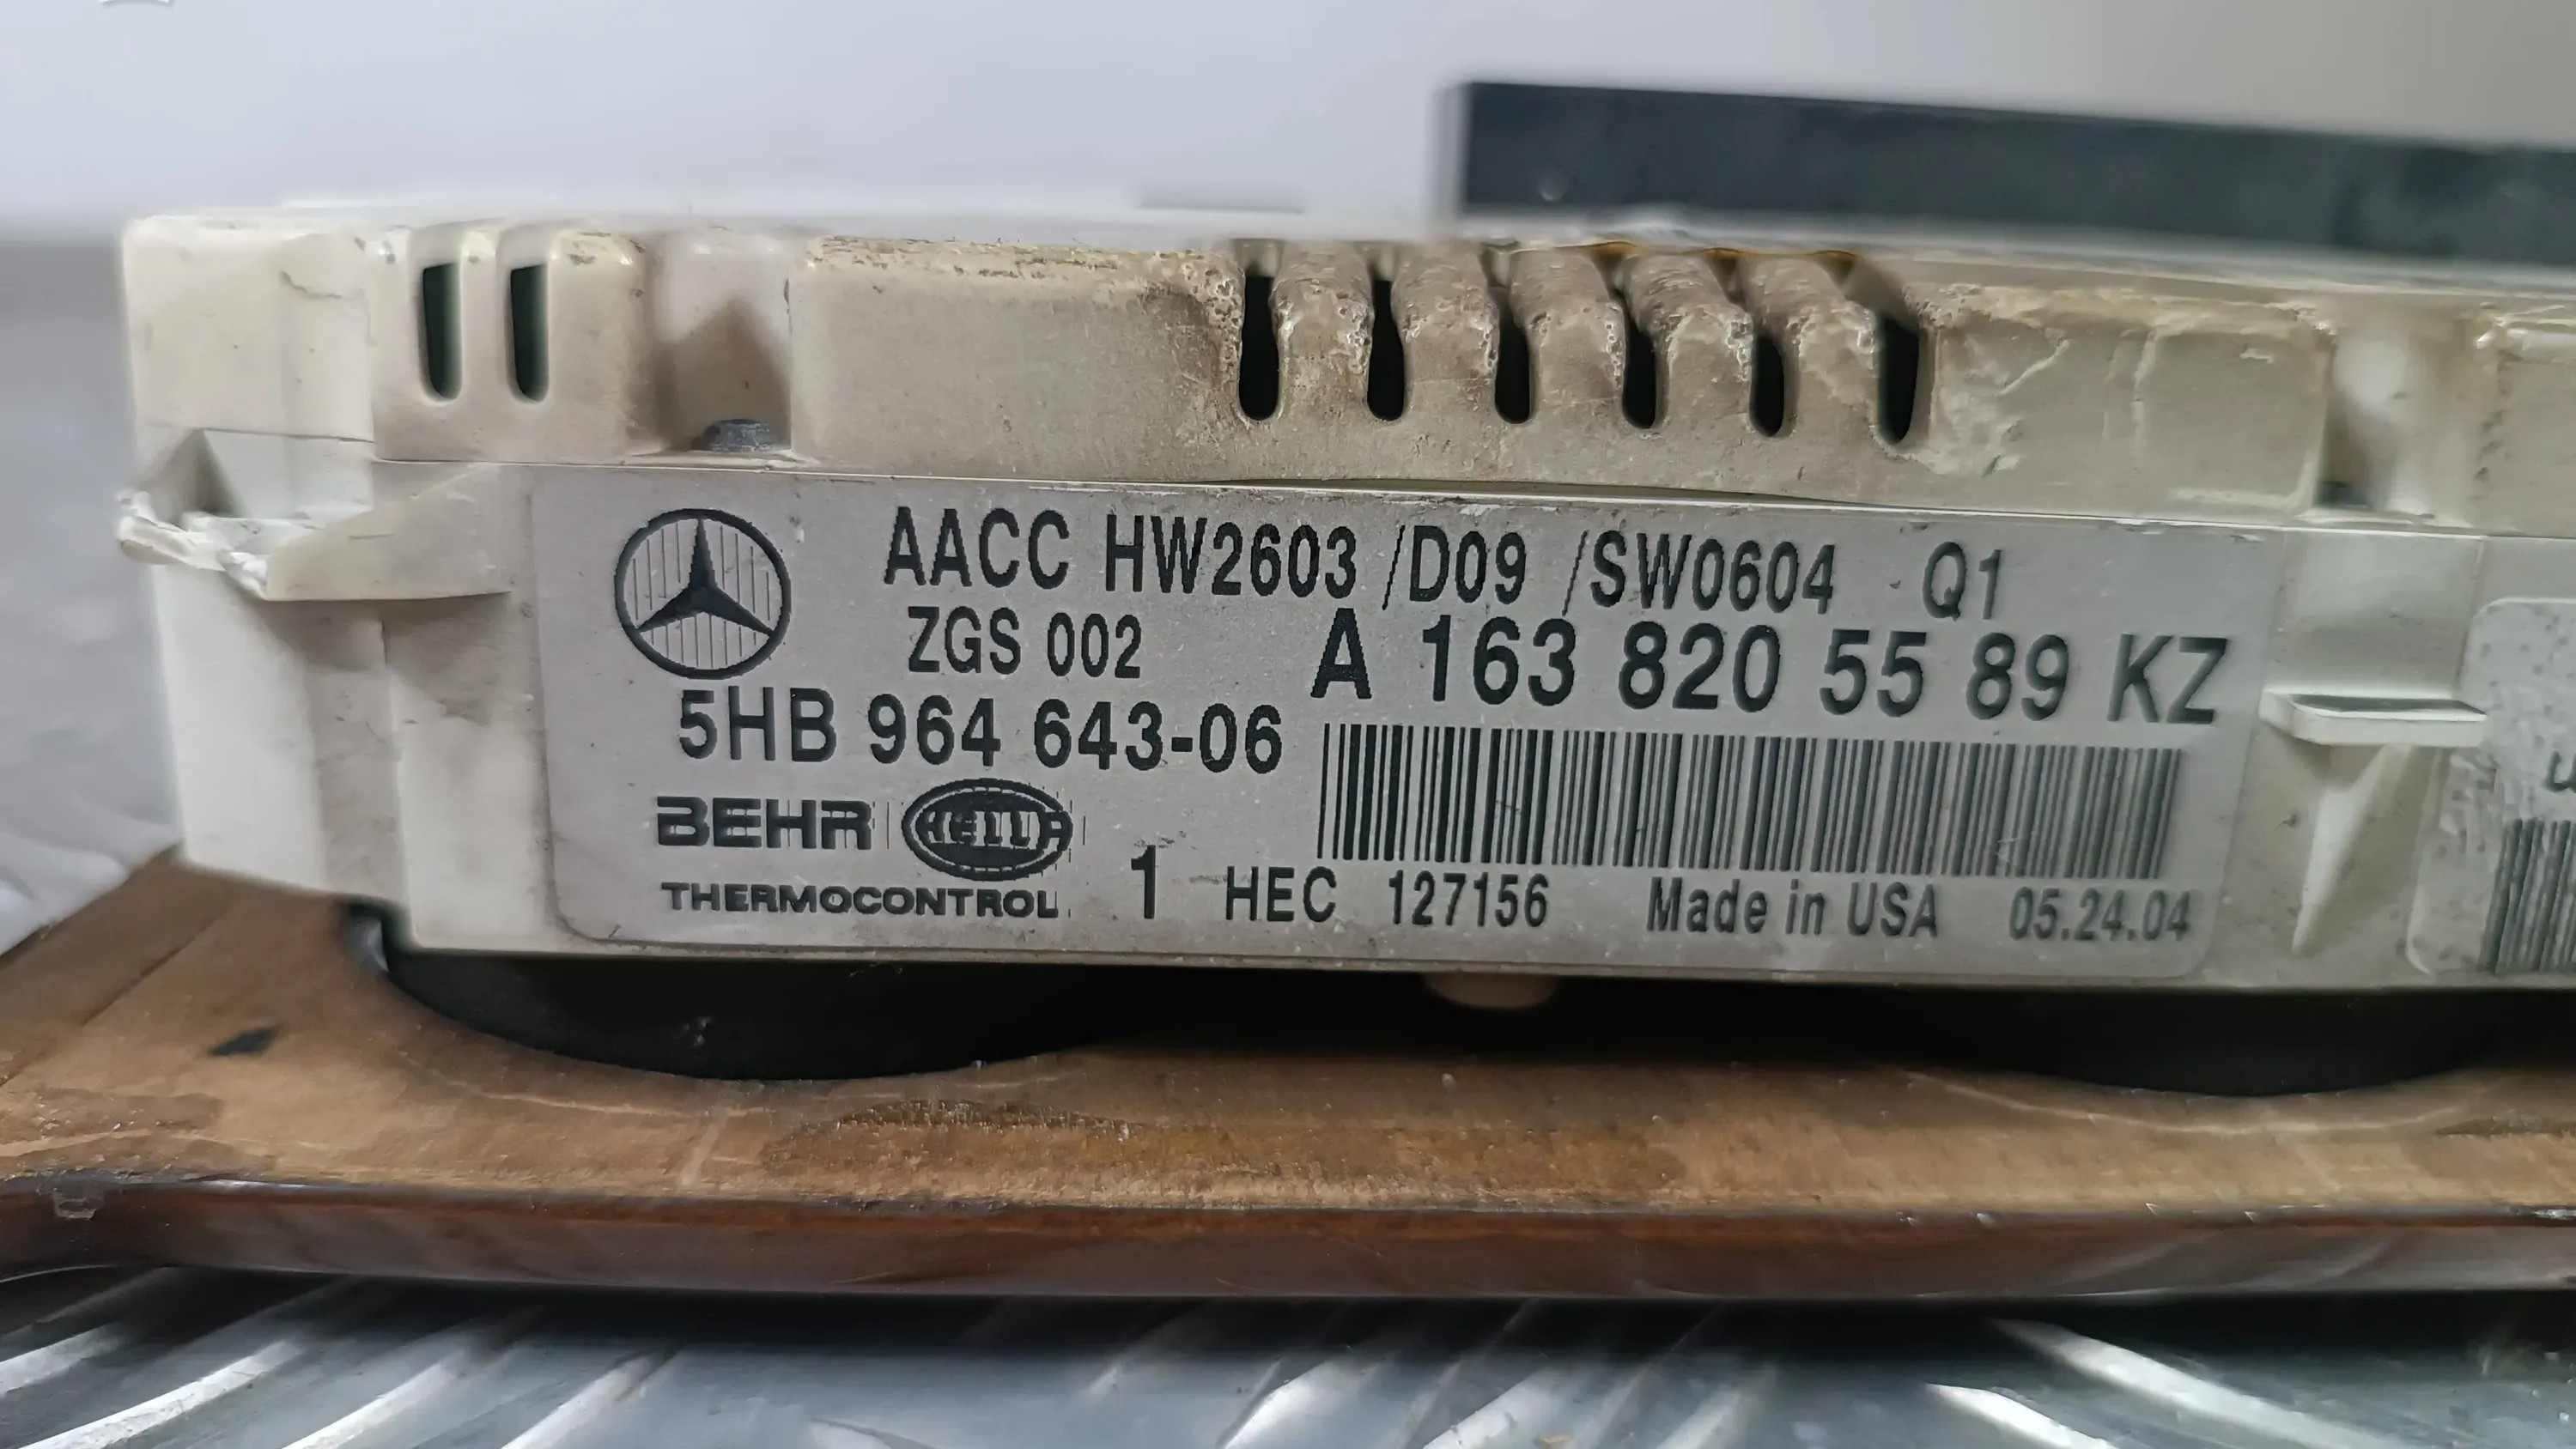 AACC HW2603 /D09 /SW0604 Q1
ZGS 002
A 163 820 55 89 KZ
5HB 964 643-06
BEHR HELLA
THERMOCONTROL
1 HEC 127156 Made in USA 05.24.04